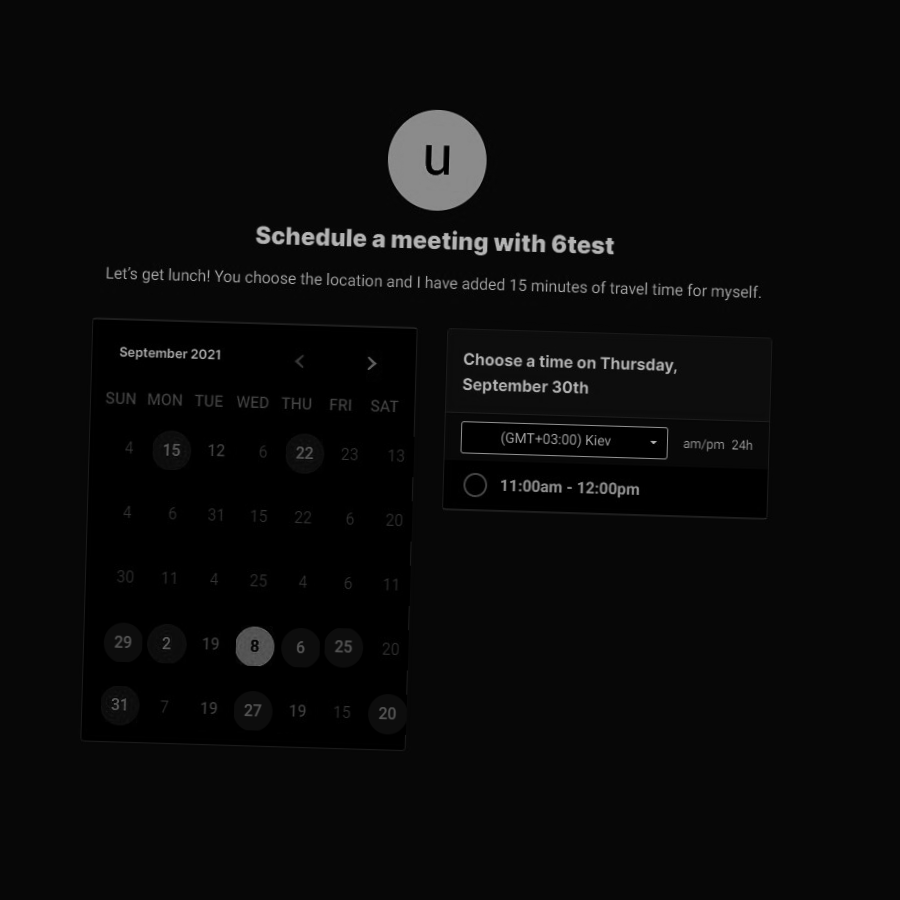 u
Schedule a meeting with 6test
Let's get lunch! You choose the location and I have added 15 minutes of travel time for myself.
September 2021
SUN MON TUE WED THU FRI SAT
4 15 12 6 22 23 13
4 6 31 15 22 6 20
30 11 4 25 4 6 11
29 2 19 8 6 25 20
31 7 19 27 19 15 20
Choose a time on Thursday,
September 30th
(GMT+03:00) Kiev am/pm 24h
11:00am - 12:00pm